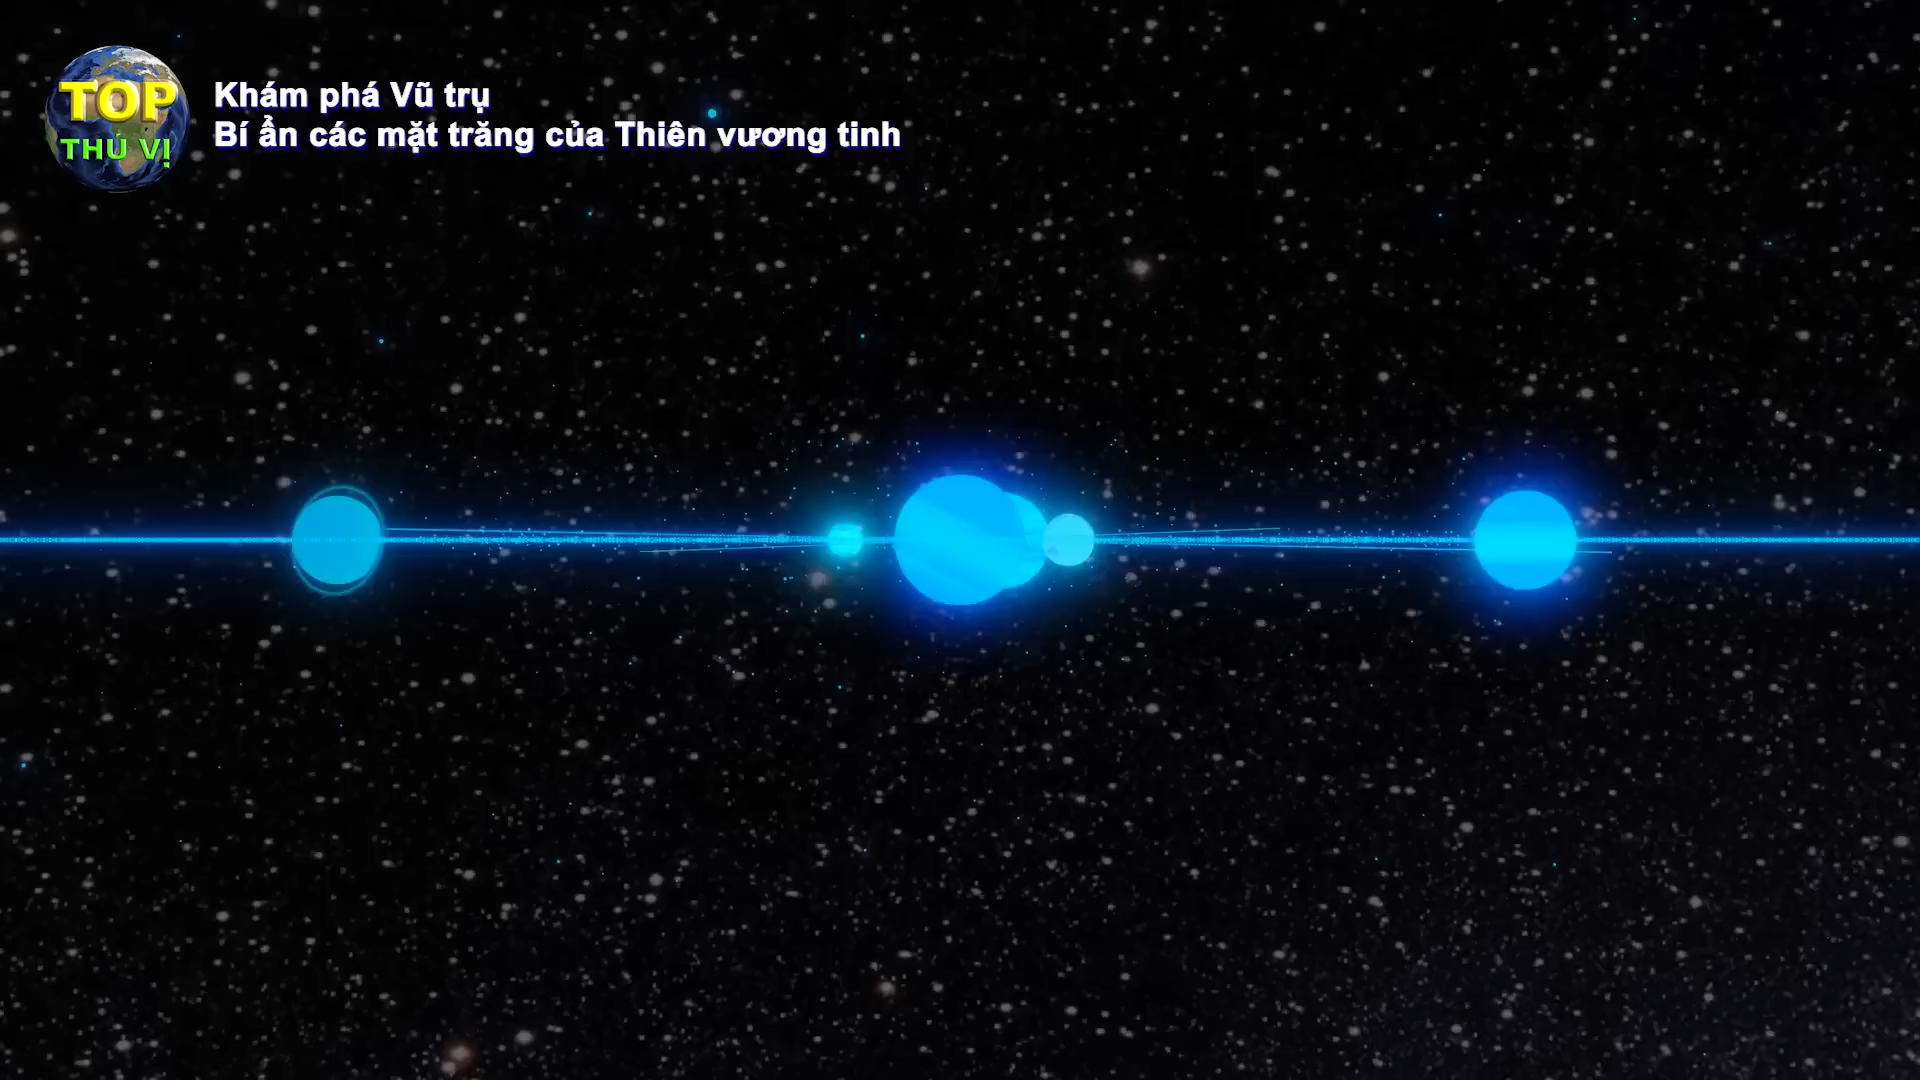 TOP
THÚ VỊ
Khám phá Vũ trụ
Bí ẩn các mặt trăng của Thiên vương tinh